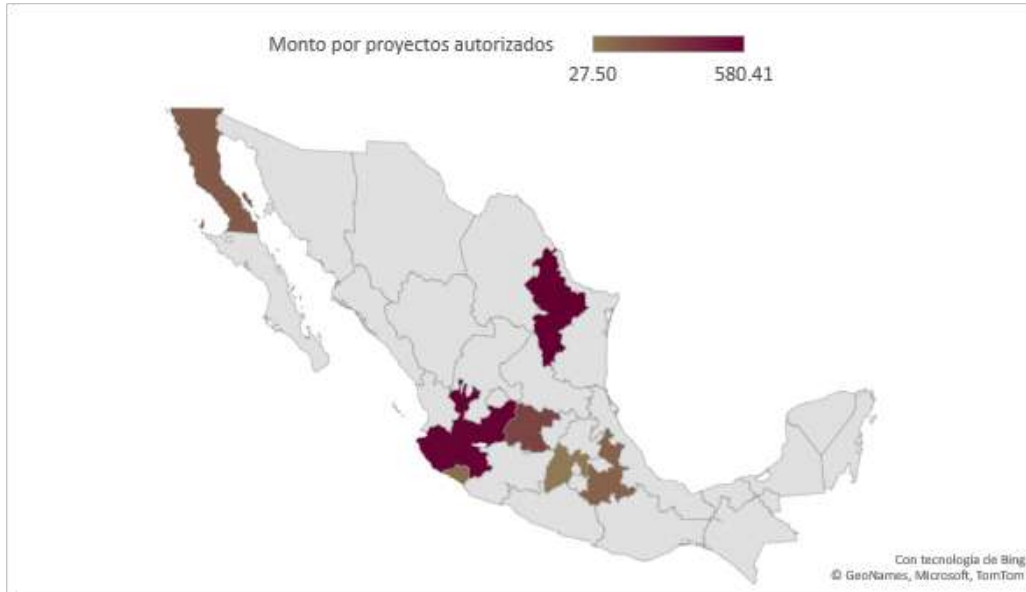 Monto por proyectos autorizados
27.50 580.41
Con tecnología de Bing
© GeoNames, Microsoft, TomTom